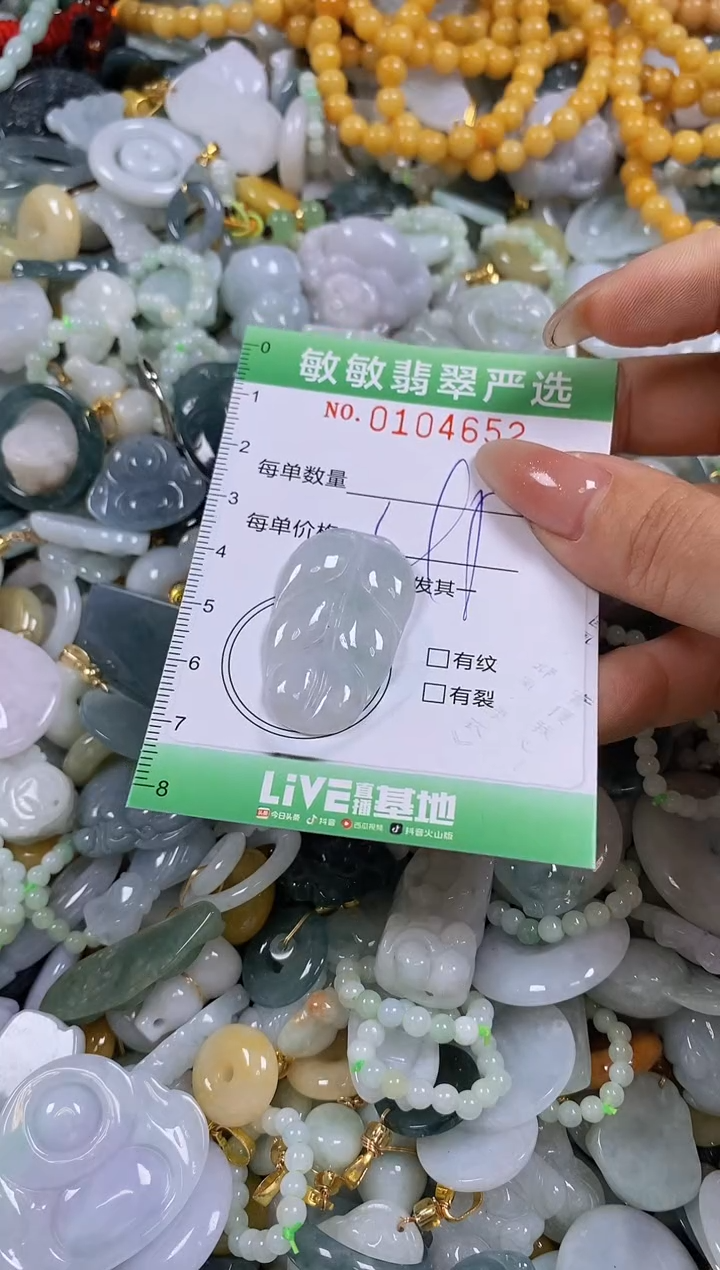 0
敏敏翡翠严选
1
NO.0104652
2
每单数量
3
每单价格
4
发其一
5
6
□有纹
□有裂
7
8
LiVE直播基地
今日头条 抖音 西瓜视频 抖音火山版